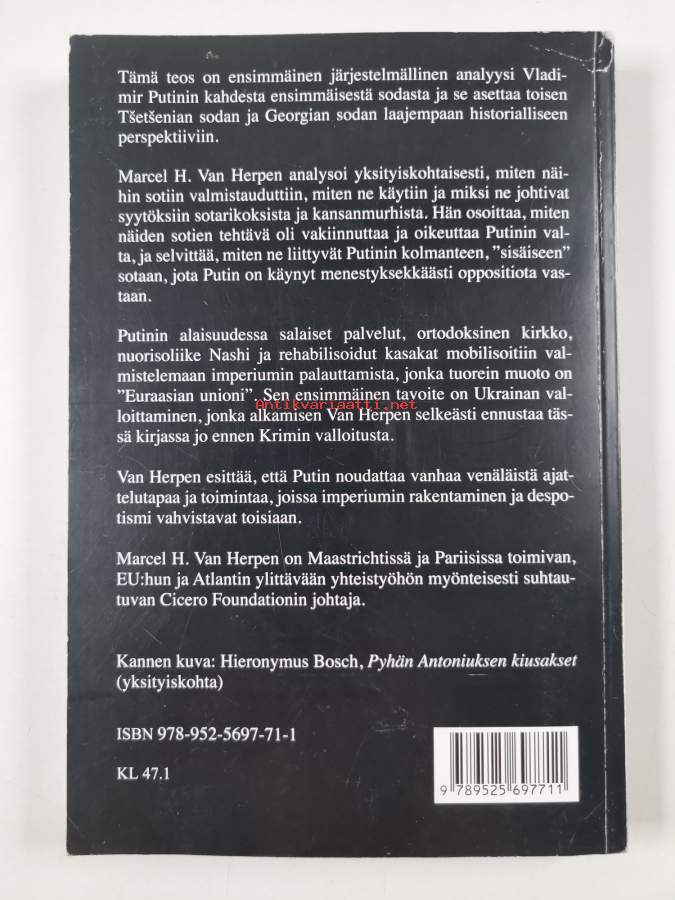 Tämä teos on ensimmäinen järjestelmällinen analyysi Vladi-
mir Putinin kahdesta ensimmäisestä sodasta ja se asettaa toisen
Tšetšenian sodan ja Georgian sodan laajempaan historialliseen
perspektiiviin.
Marcel H. Van Herpen analysoi yksityiskohtaisesti, miten näi-
hin sotiin valmistauduttiin, miten ne käytiin ja miksi ne johtivat
syytöksiin sotarikoksista ja kansanmurhista. Hän osoittaa, miten
näiden sotien tehtävä oli vakiinnuttaa ja oikeuttaa Putinin val-
ta, ja selvittää, miten ne liittyvät Putinin kolmanteen, ”sisäiseen”
sotaan, jota Putin on käynyt menestyksekkäästi oppositiota vas-
taan.
Putinin alaisuudessa salaiset palvelut, ortodoksinen kirkko,
nuorisoliike Nashi ja rehabilisoidut kasakat mobilisoitiin val-
mistelemaan imperiumin palauttamista, jonka tuorein muoto on
”Euraasian unioni”. Sen ensimmäinen tavoite on Ukrainan val-
Antikvariaatti.net
loittaminen, jonka alkamisen Van Herpen selkeästi ennustaa täs-
sä kirjassa jo ennen Krimin valloitusta.
Van Herpen esittää, että Putin noudattaa vanhaa venäläistä ajat-
telutapaa ja toimintaa, joissa imperiumin rakentaminen ja despo-
tismi vahvistavat toisiaan.
Marcel H. Van Herpen on Maastrichtissä ja Pariisissa toimivan,
EU:hun ja Atlantin ylittävään yhteistyöhön myönteisesti suhtau-
tuvan Cicero Foundationin johtaja.
Kannen kuva: Hieronymus Bosch, Pyhän Antoniuksen kiusakset
(yksityiskohta)
ISBN 978-952-5697-71-1
KL 47.1
9 789525 697711